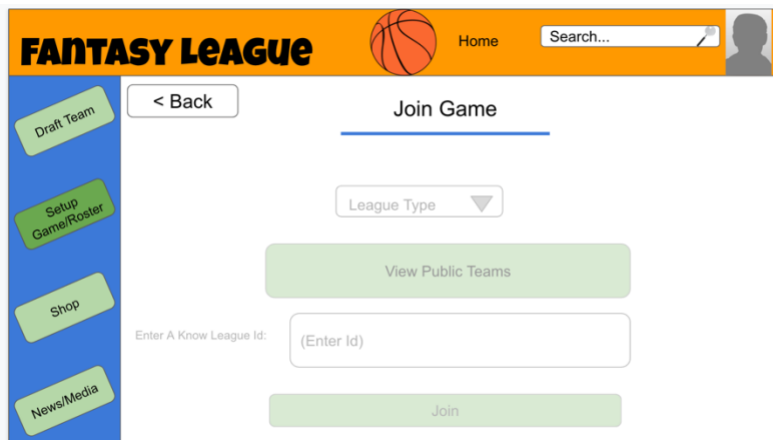 FANTASY LEAGUE
Home
Search...
< Back
Join Game
Draft Team
Setup
Game/Roster
Shop
News/Media
League Type
View Public Teams
Enter A Know League Id:
(Enter Id)
Join